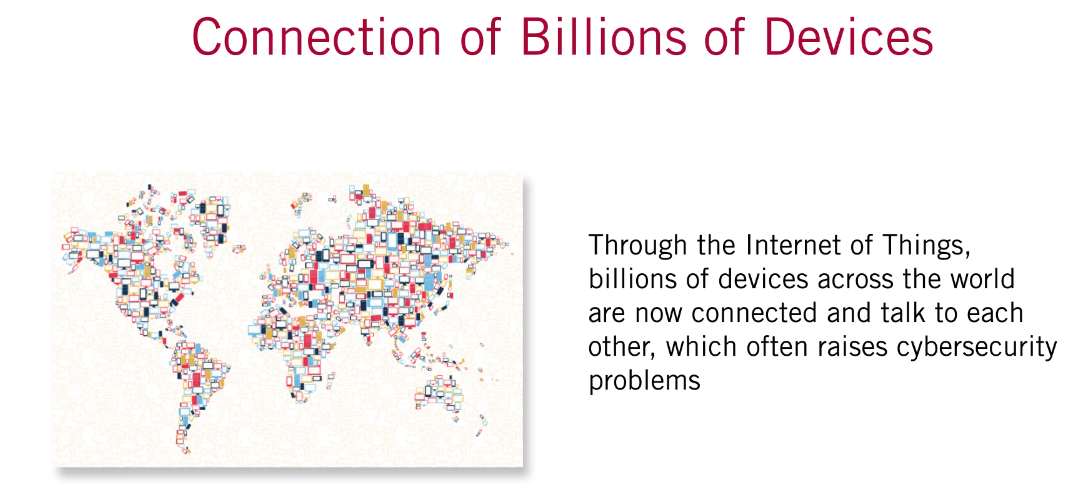 Connection of Billions of Devices
Through the Internet of Things,
billions of devices across the world
are now connected and talk to each
other, which often raises cybersecurity
problems